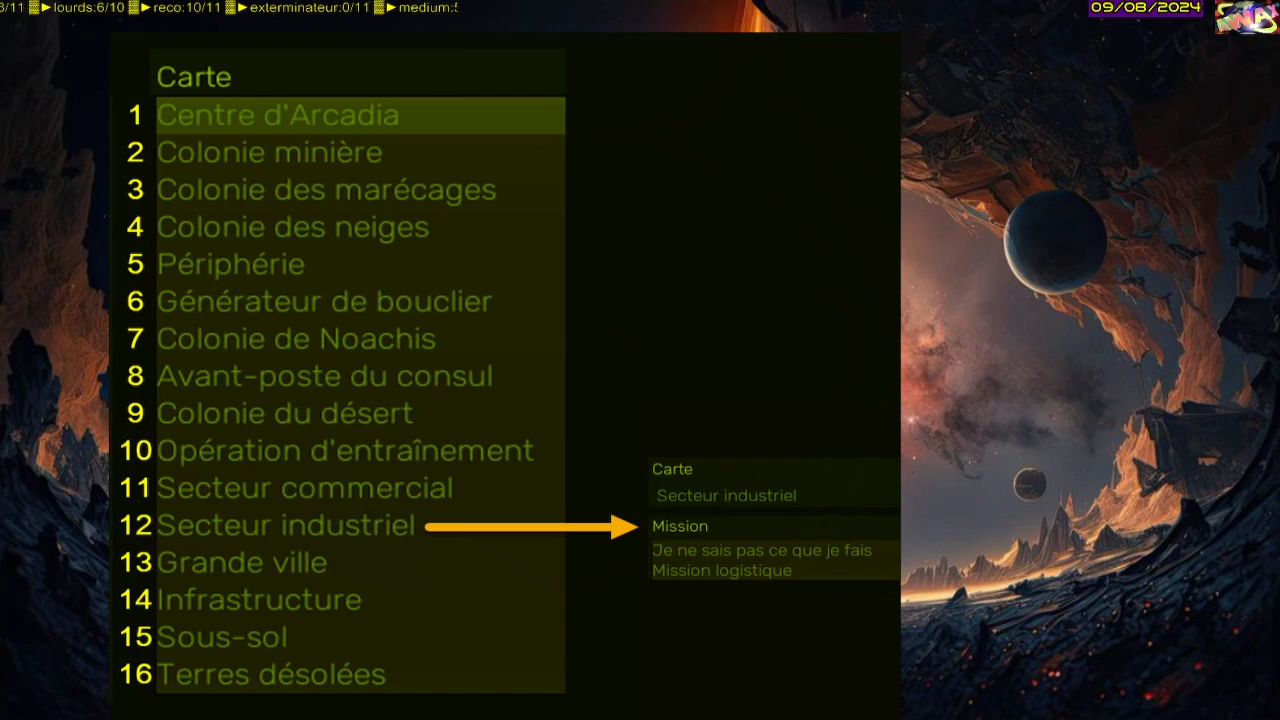 /11 ▓►lourds:6/10 ▓►reco:10/11 ▓►exterminateur:0/11 ▓►medium:
09/08/2024
Carte
1 Centre d'Arcadia
2 Colonie minière
3 Colonie des marécages
4 Colonie des neiges
5 Périphérie
6 Générateur de bouclier
7 Colonie de Noachis
8 Avant-poste du consul
9 Colonie du désert
10 Opération d'entraînement
11 Secteur commercial
12 Secteur industriel
13 Grande ville
14 Infrastructure
15 Sous-sol
16 Terres désolées
Carte
Secteur industriel
Mission
Je ne sais pas ce que je fais
Mission logistique